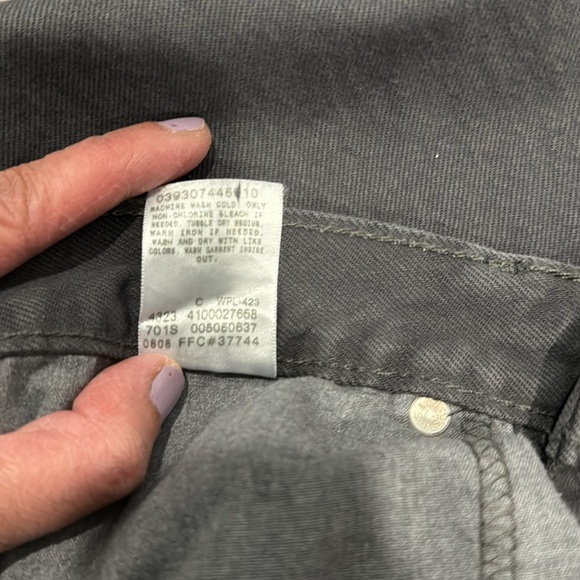 MACHINE WASH COLD ONLY
NON-CHLORINE BLEACH IF
NEEDED. TUMBLE DRY MEDIUM.
WARM IRON IF NEEDED.
WASH AND DRY WITH LIKE
COLORS. WASH GARMENT INSIDE
OUT.
C WPL-423
4323 4100027668
701S 005050637
0808 FFC#37744